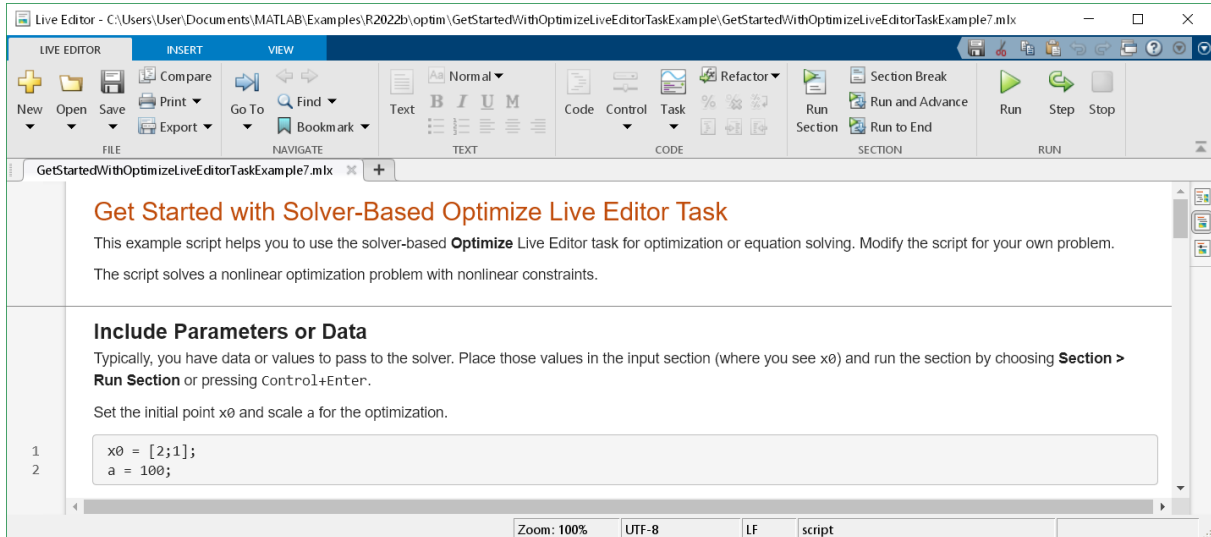 Live Editor - C:\Users\User\Documents\MATLAB\Examples\R2022b\optim\GetStartedWithOptimizeLiveEditorTaskExample\GetStartedWithOptimizeLiveEditorTaskExample7.mlx
LIVE EDITOR INSERT VIEW
Compare Aa Normal Refactor Section Break
New Open Save Print Go To Find Text B I U M Code Control Task Run Section Run and Advance Run Step Stop
Export Bookmark Run to End
FILE NAVIGATE TEXT CODE SECTION RUN
GetStartedWithOptimizeLiveEditorTaskExample7.mlx
Get Started with Solver-Based Optimize Live Editor Task
This example script helps you to use the solver-based Optimize Live Editor task for optimization or equation solving. Modify the script for your own problem.
The script solves a nonlinear optimization problem with nonlinear constraints.
Include Parameters or Data
Typically, you have data or values to pass to the solver. Place those values in the input section (where you see x0) and run the section by choosing Section >
Run Section or pressing Control+Enter.
Set the initial point x0 and scale a for the optimization.
1 x0 = [2;1];
2 a = 100;
Zoom: 100% UTF-8 LF script